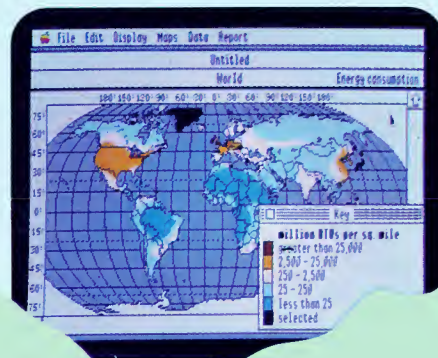 File Edit Display Maps Data Report
Untitled
World Energy consumption
180° 150° 120° 90° 60° 30° 0° 30° 60° 90° 120° 150° 180°
75°
60°
45°
30°
15°
0°
15°
30°
45°
60°
75°
Key
million BTUs per sq. mile
greater than 25,000
2,500 - 25,000
250 - 2,500
25 - 250
less than 25
selected